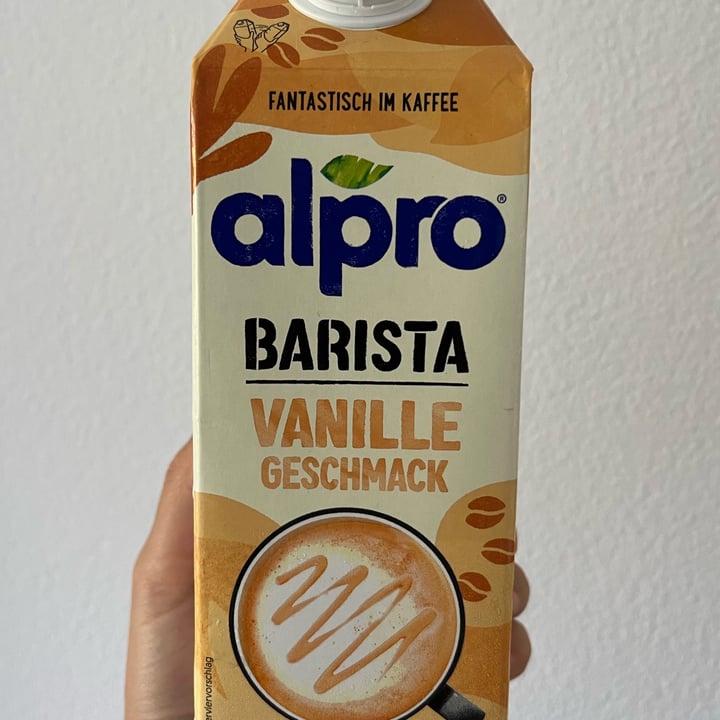 FANTASTISCH IM KAFFEE
alpro®
BARISTA
VANILLE
GESCHMACK